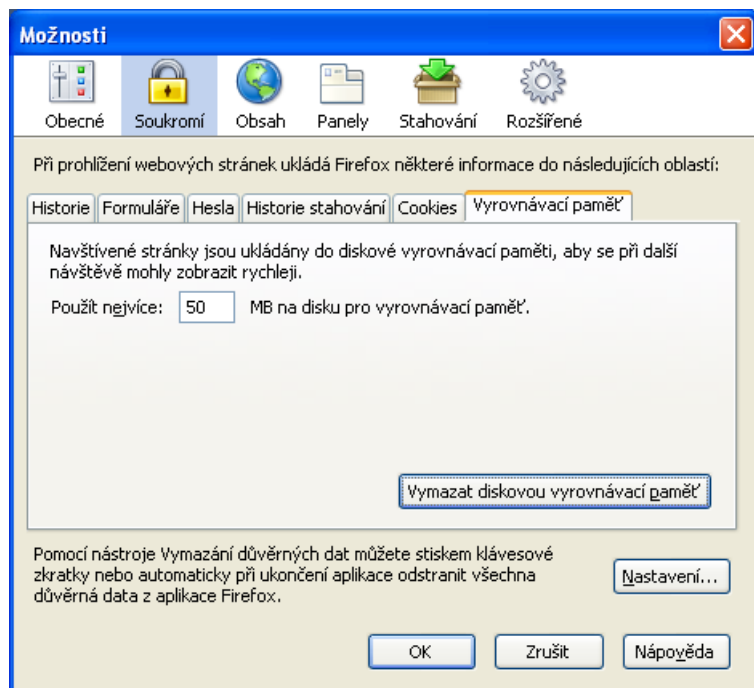 Možnosti
Obecné Soukromí Obsah Panely Stahování Rozšířené
Při prohlížení webových stránek ukládá Firefox některé informace do následujících oblastí:
Historie Formuláře Hesla Historie stahování Cookies Vyrovnávací paměť
Navštívené stránky jsou ukládány do diskové vyrovnávací paměti, aby se při další
návštěvě mohly zobrazit rychleji.
Použít nejvíce: 50 MB na disku pro vyrovnávací paměť.
Vymazat diskovou vyrovnávací paměť
Pomocí nástroje Vymazání důvěrných dat můžete stiskem klávesové
zkratky nebo automaticky při ukončení aplikace odstranit všechna
důvěrná data z aplikace Firefox.
Nastavení...
OK Zrušit Nápověda